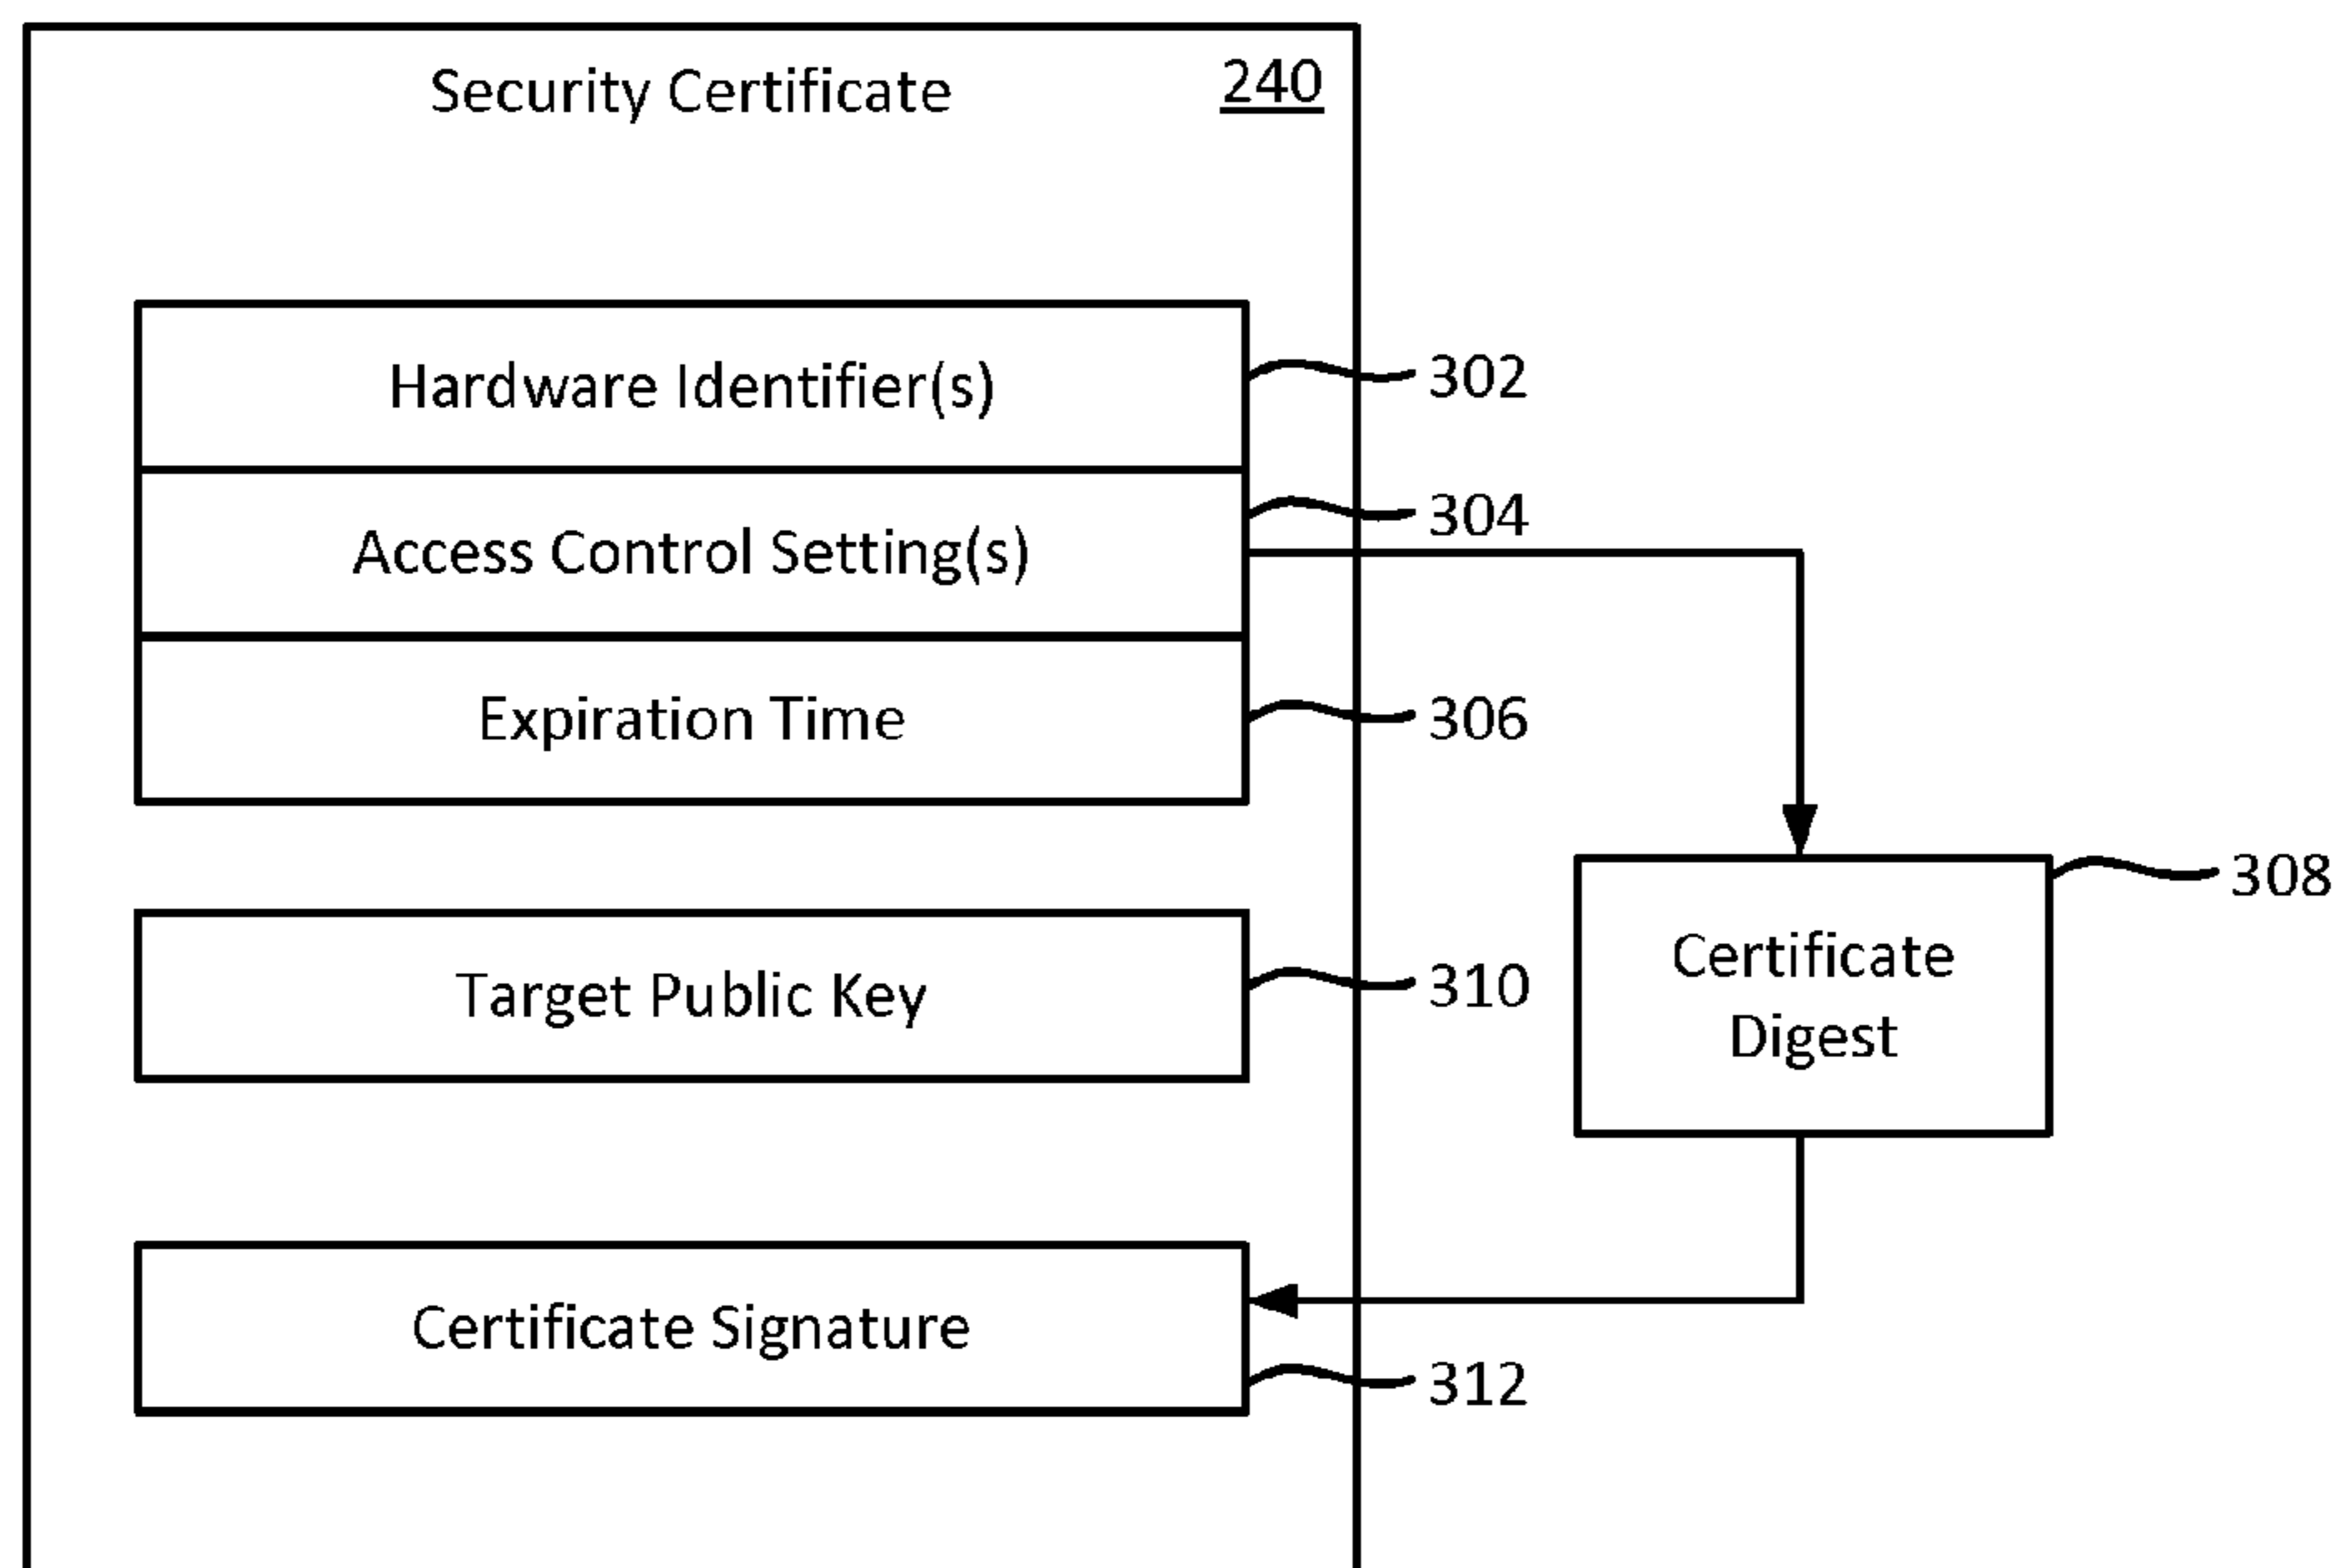 Security Certificate 240
Hardware Identifier(s) 302
Access Control Setting(s) 304
Expiration Time 306
308
Certificate
Digest
Target Public Key 310
Certificate Signature 312